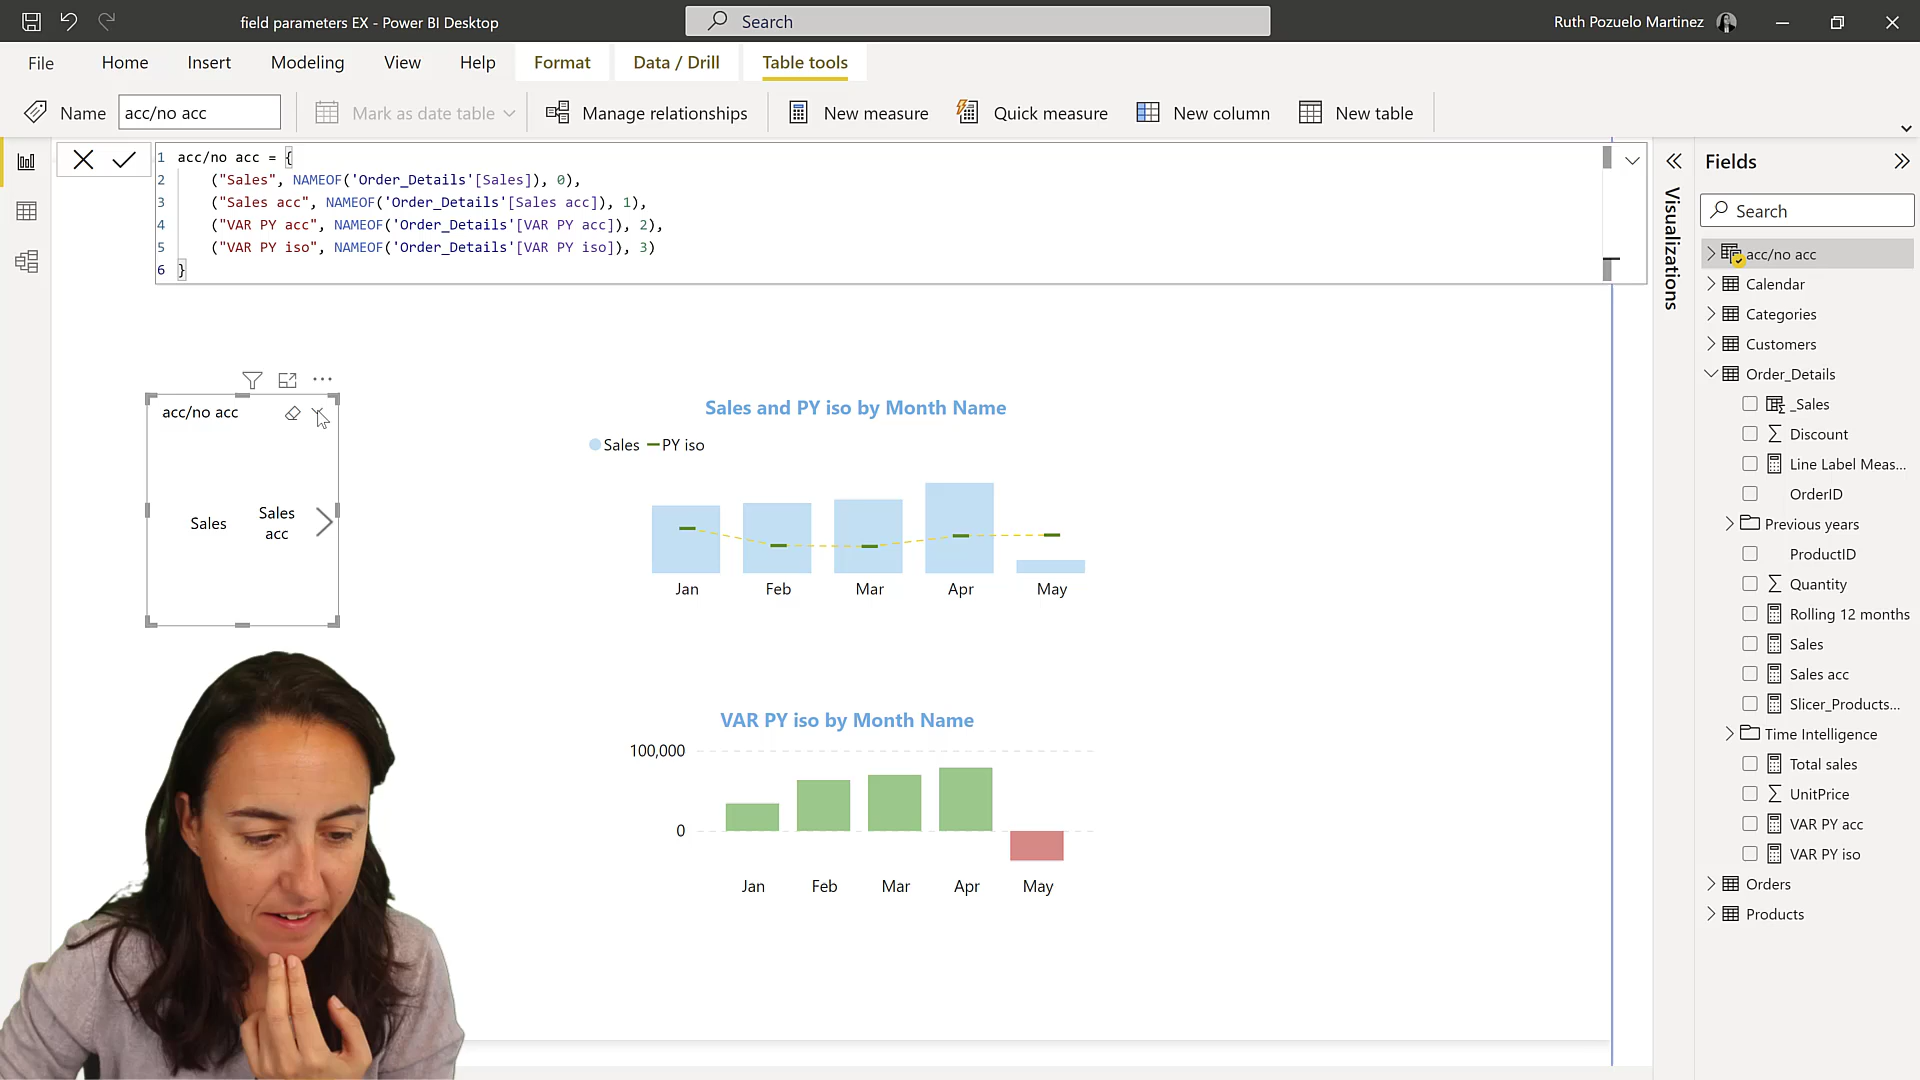 field parameters EX - Power BI Desktop
Search
Ruth Pozuelo Martinez
File
Home
Insert
Modeling
View
Help
Format
Data / Drill
Table tools
Name
acc/no acc
Mark as date table
Manage relationships
New measure
Quick measure
New column
New table
1 acc/no acc = {
2 ("Sales", NAMEOF('Order_Details'[Sales]), 0),
3 ("Sales acc", NAMEOF('Order_Details'[Sales acc]), 1),
4 ("VAR PY acc", NAMEOF('Order_Details'[VAR PY acc]), 2),
5 ("VAR PY iso", NAMEOF('Order_Details'[VAR PY iso]), 3)
6 }
acc/no acc
Sales
Sales acc
Sales and PY iso by Month Name
Sales
PY iso
Jan
Feb
Mar
Apr
May
VAR PY iso by Month Name
100,000
0
Jan
Feb
Mar
Apr
May
Visualizations
Fields
Search
acc/no acc
Calendar
Categories
Customers
Order_Details
_Sales
Discount
Line Label Meas...
OrderID
Previous years
ProductID
Quantity
Rolling 12 months
Sales
Sales acc
Slicer_Products...
Time Intelligence
Total sales
UnitPrice
VAR PY acc
VAR PY iso
Orders
Products